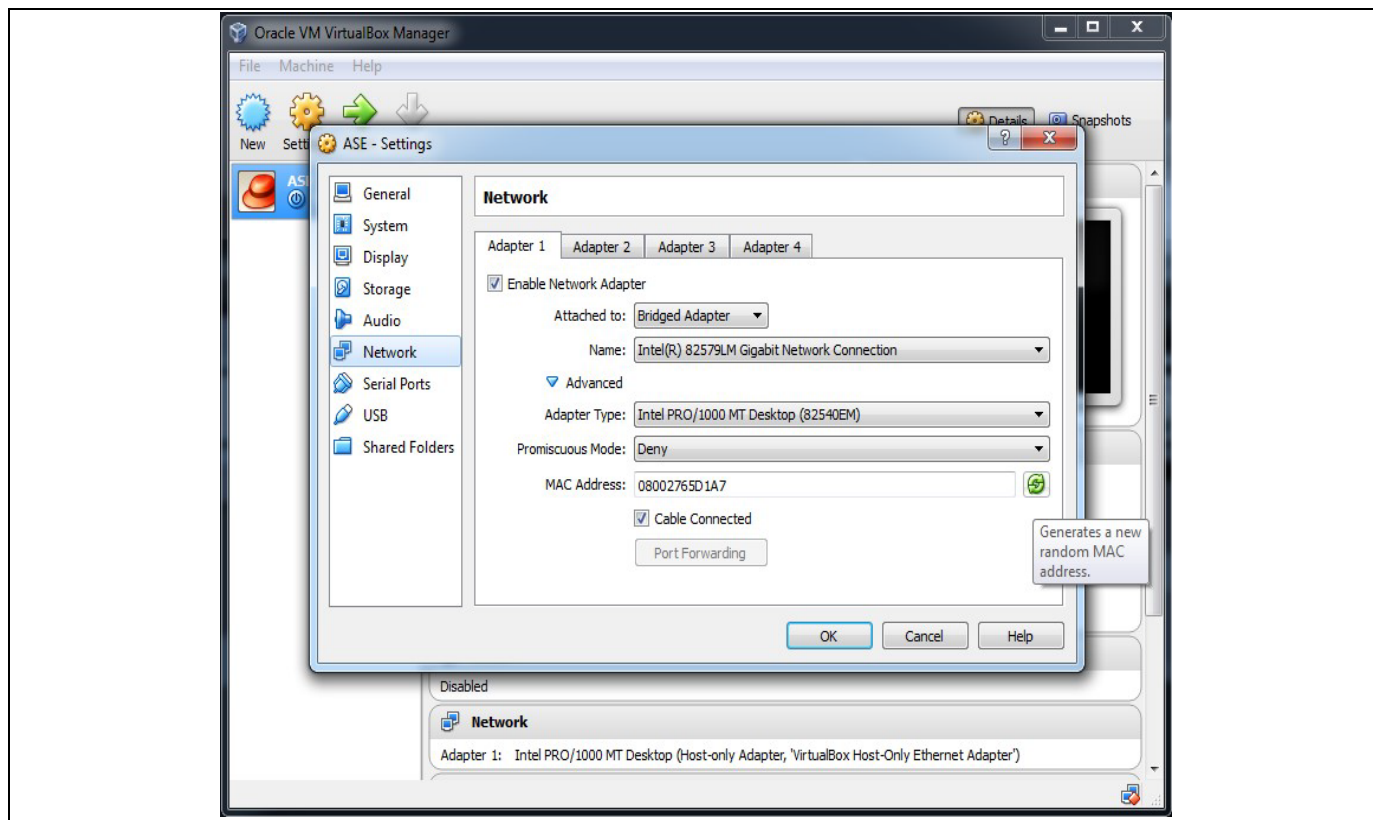 Oracle VM VirtualBox Manager
File Machine Help
Details Snapshots
New
ASE - Settings
General
System
Display
Storage
Audio
Network
Serial Ports
USB
Shared Folders
Network
Adapter 1 Adapter 2 Adapter 3 Adapter 4
Enable Network Adapter
Attached to: Bridged Adapter
Name: Intel(R) 82579LM Gigabit Network Connection
Advanced
Adapter Type: Intel PRO/1000 MT Desktop (82540EM)
Promiscuous Mode: Deny
MAC Address: 08002765D1A7
Cable Connected
Port Forwarding
Generates a new
random MAC
address.
OK Cancel Help
Disabled
Network
Adapter 1: Intel PRO/1000 MT Desktop (Host-only Adapter, 'VirtualBox Host-Only Ethernet Adapter')